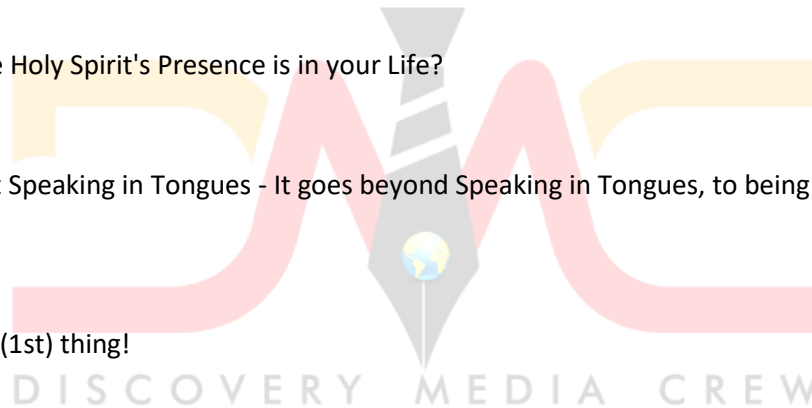 e Holy Spirit's Presence is in your Life?
t Speaking in Tongues - It goes beyond Speaking in Tongues, to being
(1st) thing!
DISCOVERY MEDIA CREW